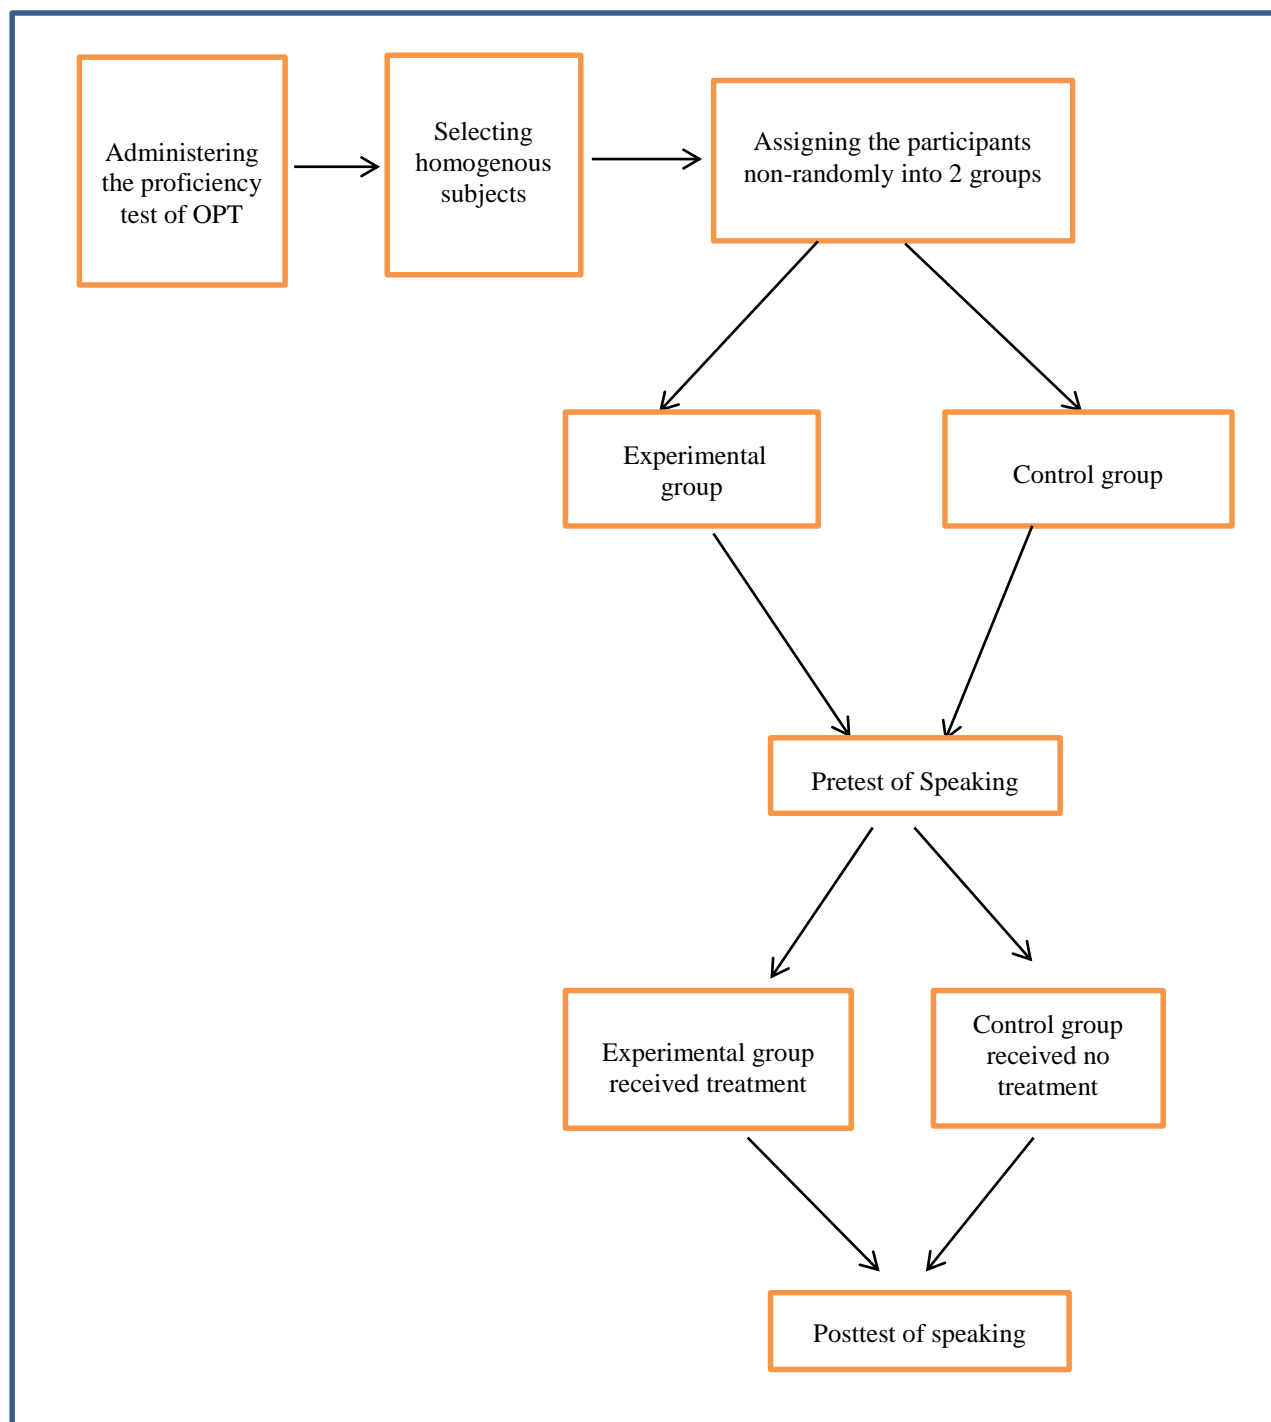 Administering
the proficiency
test of OPT
Selecting
homogenous
subjects
Assigning the participants
non-randomly into 2 groups
Experimental
group
Control group
Pretest of Speaking
Experimental group
received treatment
Control group
received no
treatment
Posttest of speaking